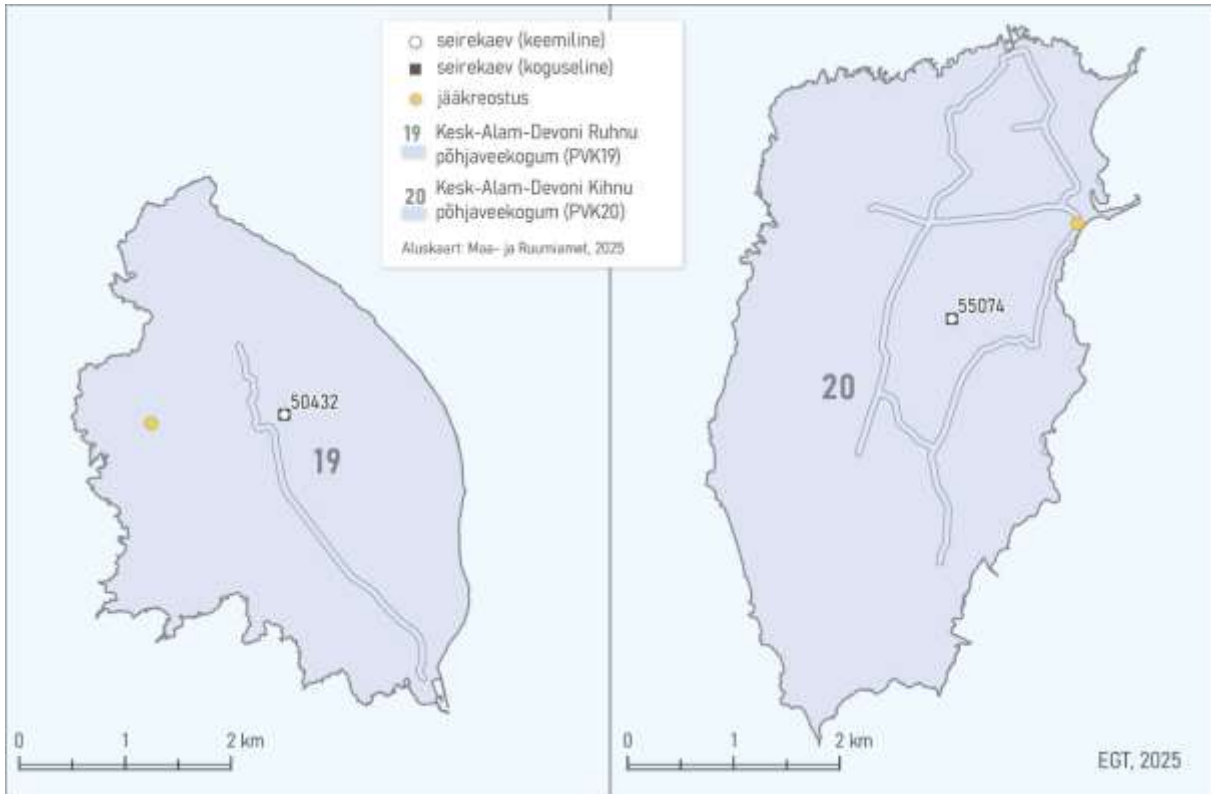 seirekaev (keemiline)
seirekaev (koguseline)
jääkreostus
19 Kesk-Alam-Devoni Ruhnu
põhjaveekogum (PVK19)
20 Kesk-Alam-Devoni Kihnu
põhjaveekogum (PVK20)
Aluskaart: Maa- ja Ruumiamet, 2025
50432
19
0 1 2 km
55074
20
0 1 2 km
EGT, 2025